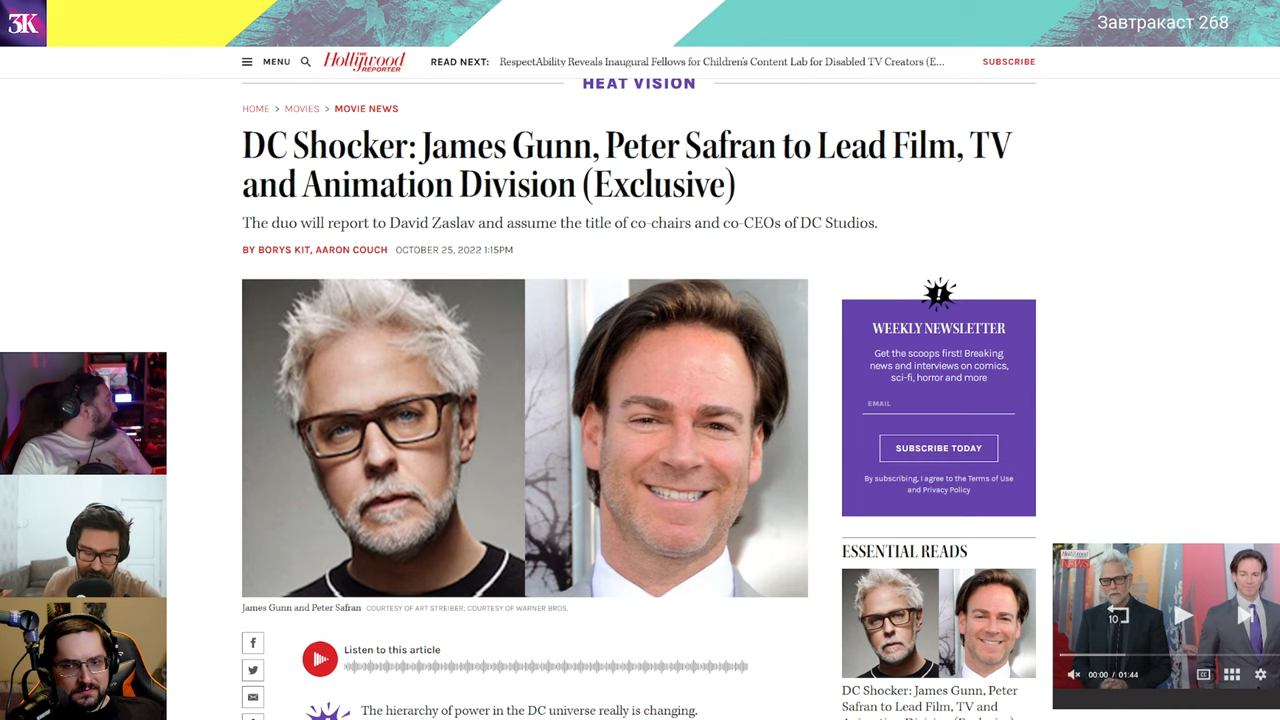 3K
Завтракаст 268
MENU
THE
Hollywood
REPORTER
READ NEXT: RespectAbility Reveals Inaugural Fellows for Children's Content Lab for Disabled TV Creators (E...
SUBSCRIBE
HEAT VISION
HOME > MOVIES > MOVIE NEWS
DC Shocker: James Gunn, Peter Safran to Lead Film, TV
and Animation Division (Exclusive)
The duo will report to David Zaslav and assume the title of co-chairs and co-CEOs of DC Studios.
BY BORYS KIT, AARON COUCH OCTOBER 25, 2022 1:15PM
James Gunn and Peter Safran COURTESY OF ART STREIBER; COURTESY OF WARNER BROS.
Listen to this article
The hierarchy of power in the DC universe really is changing.
!
WEEKLY NEWSLETTER
Get the scoops first! Breaking
news and interviews on comics,
sci-fi, horror and more
EMAIL
SUBSCRIBE TODAY
By subscribing, I agree to the Terms of Use
and Privacy Policy
ESSENTIAL READS
DC Shocker: James Gunn, Peter
Safran to Lead Film, TV and
Animation Division (Exclusive)
Hollywood
NEWS
10
00:00 / 01:44
CC